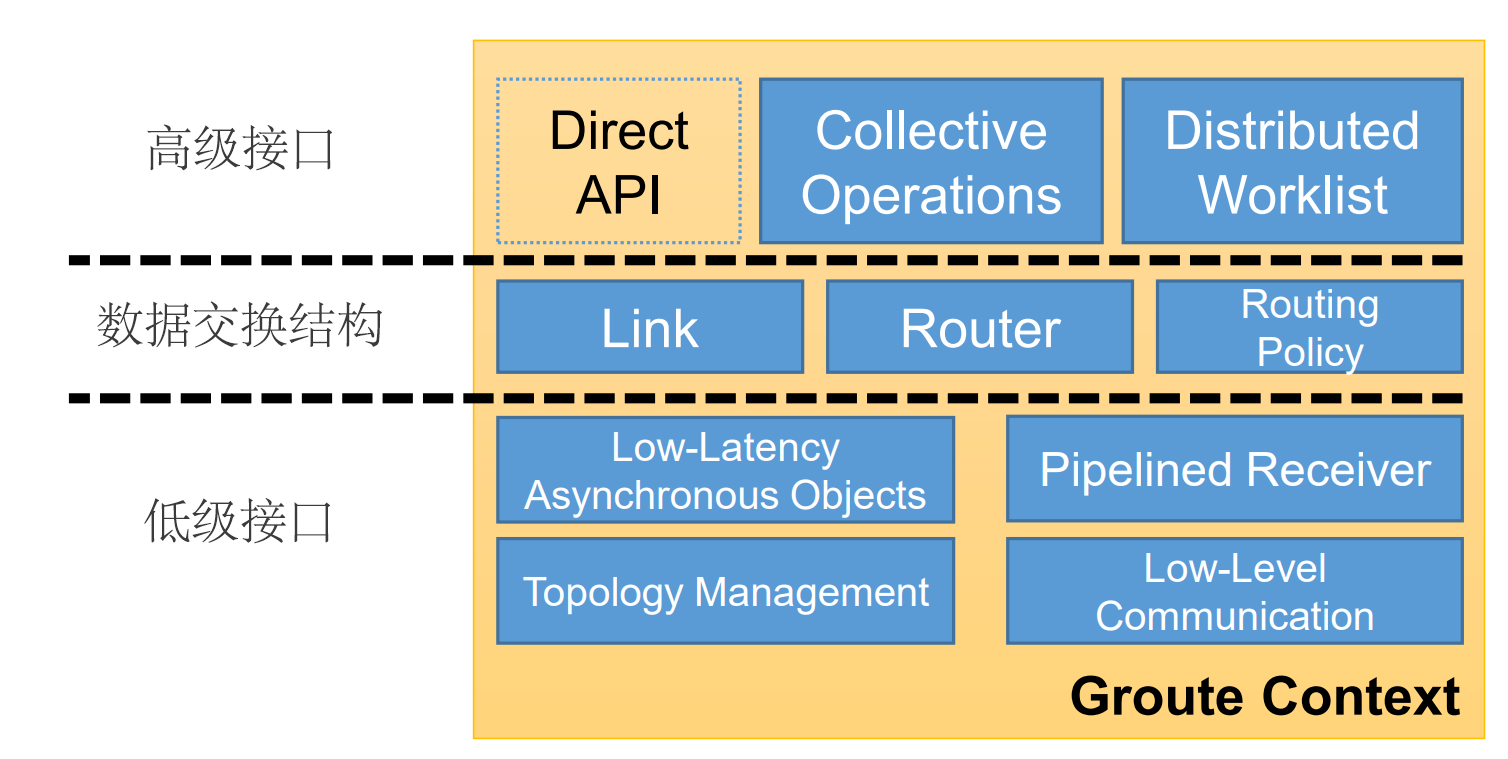 高级接口
Direct
API
Collective
Operations
Distributed
Worklist
数据交换结构
Link
Router
Routing
Policy
低级接口
Low-Latency
Asynchronous Objects
Pipelined Receiver
Topology Management
Low-Level
Communication
Groute Context